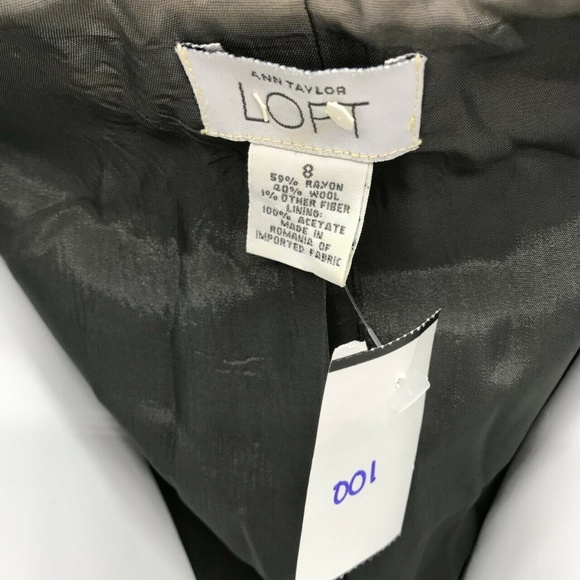 ANN TAYLOR
LOFT
8
59% RAYON
40% WOOL
1% OTHER FIBER
LINING:
100% ACETATE
MADE IN
ROMANIA OF
IMPORTED FABRIC
001